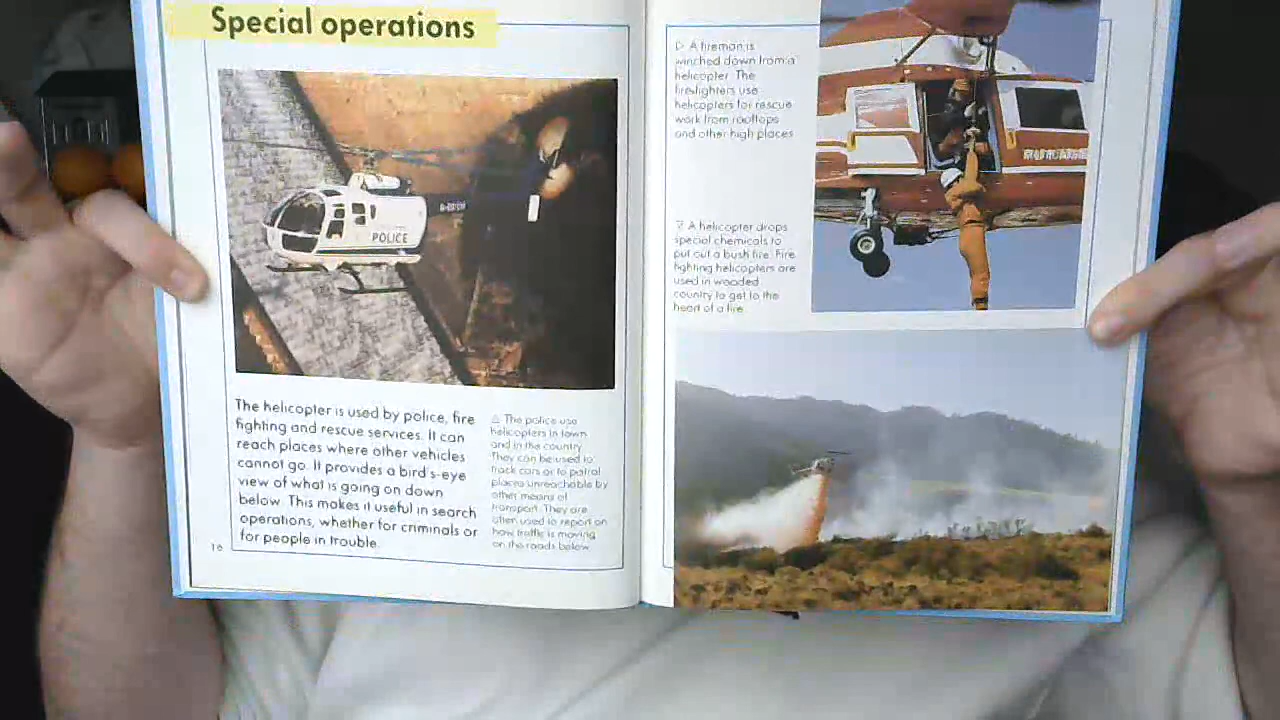 Special operations
POLICE
The helicopter is used by police, fire
fighting and rescue services. It can
reach places where other vehicles
cannot go. It provides a bird's-eye
view of what is going on down
below. This makes it useful in search
operations, whether for criminals or
for people in trouble.
△ The police use
helicopters in town
and in the country.
They can be used to
track cars or to patrol
places unreachable by
other means of
transport. They are
often used to report on
how traffic is moving
on the roads below.
▷ A fireman is
winched down from a
helicopter. The
firefighters use
helicopters for rescue
work from rooftops
and other high places.
▽ A helicopter drops
special chemicals to
put out a bush fire. Fire
fighting helicopters are
used in wooded
country to get to the
heart of a fire.